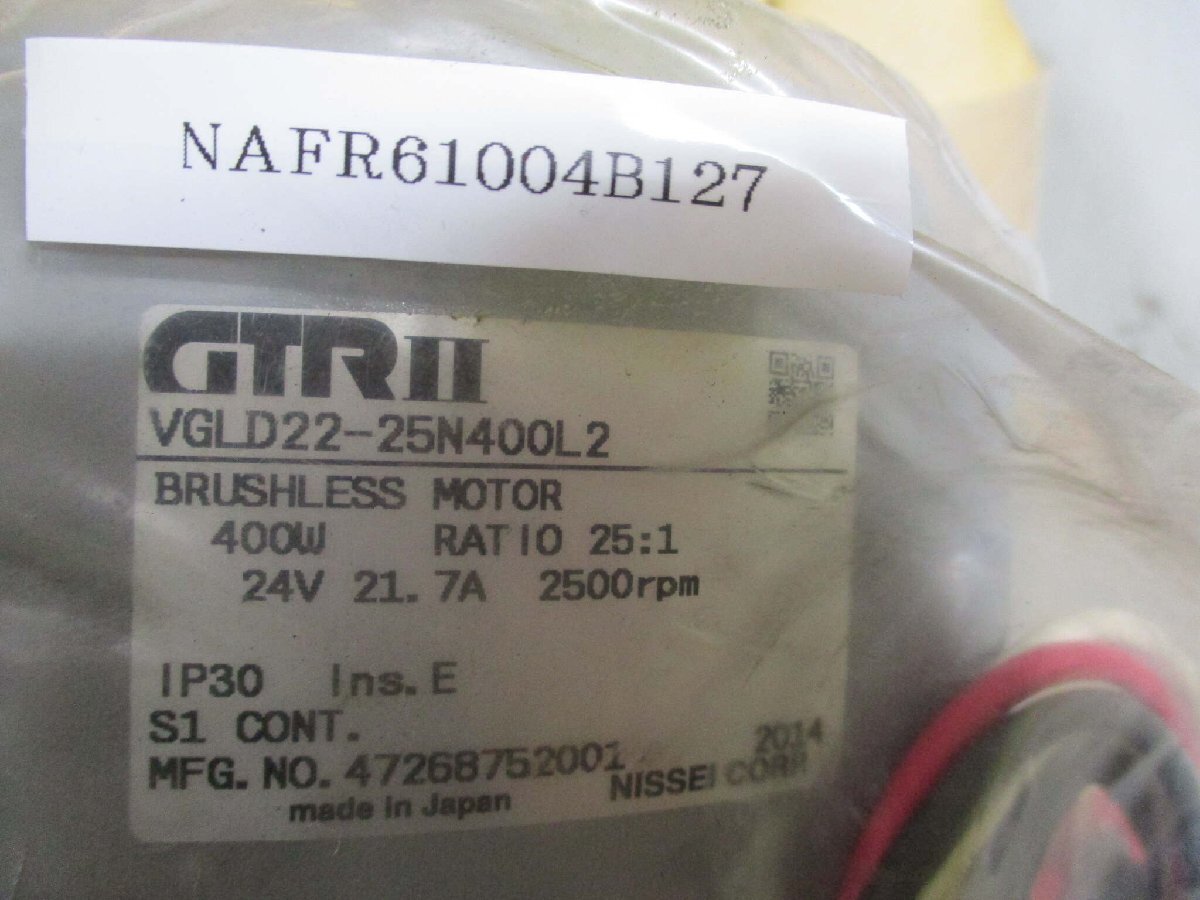 NAFR61004B127
GTRII
VGLD22-25N400L2
BRUSHLESS MOTOR
400W RATIO 25:1
24V 21.7A 2500rpm
IP30 Ins.E
S1 CONT.
2014
MFG.NO.47268752001
NISSEI CORP.
made in Japan